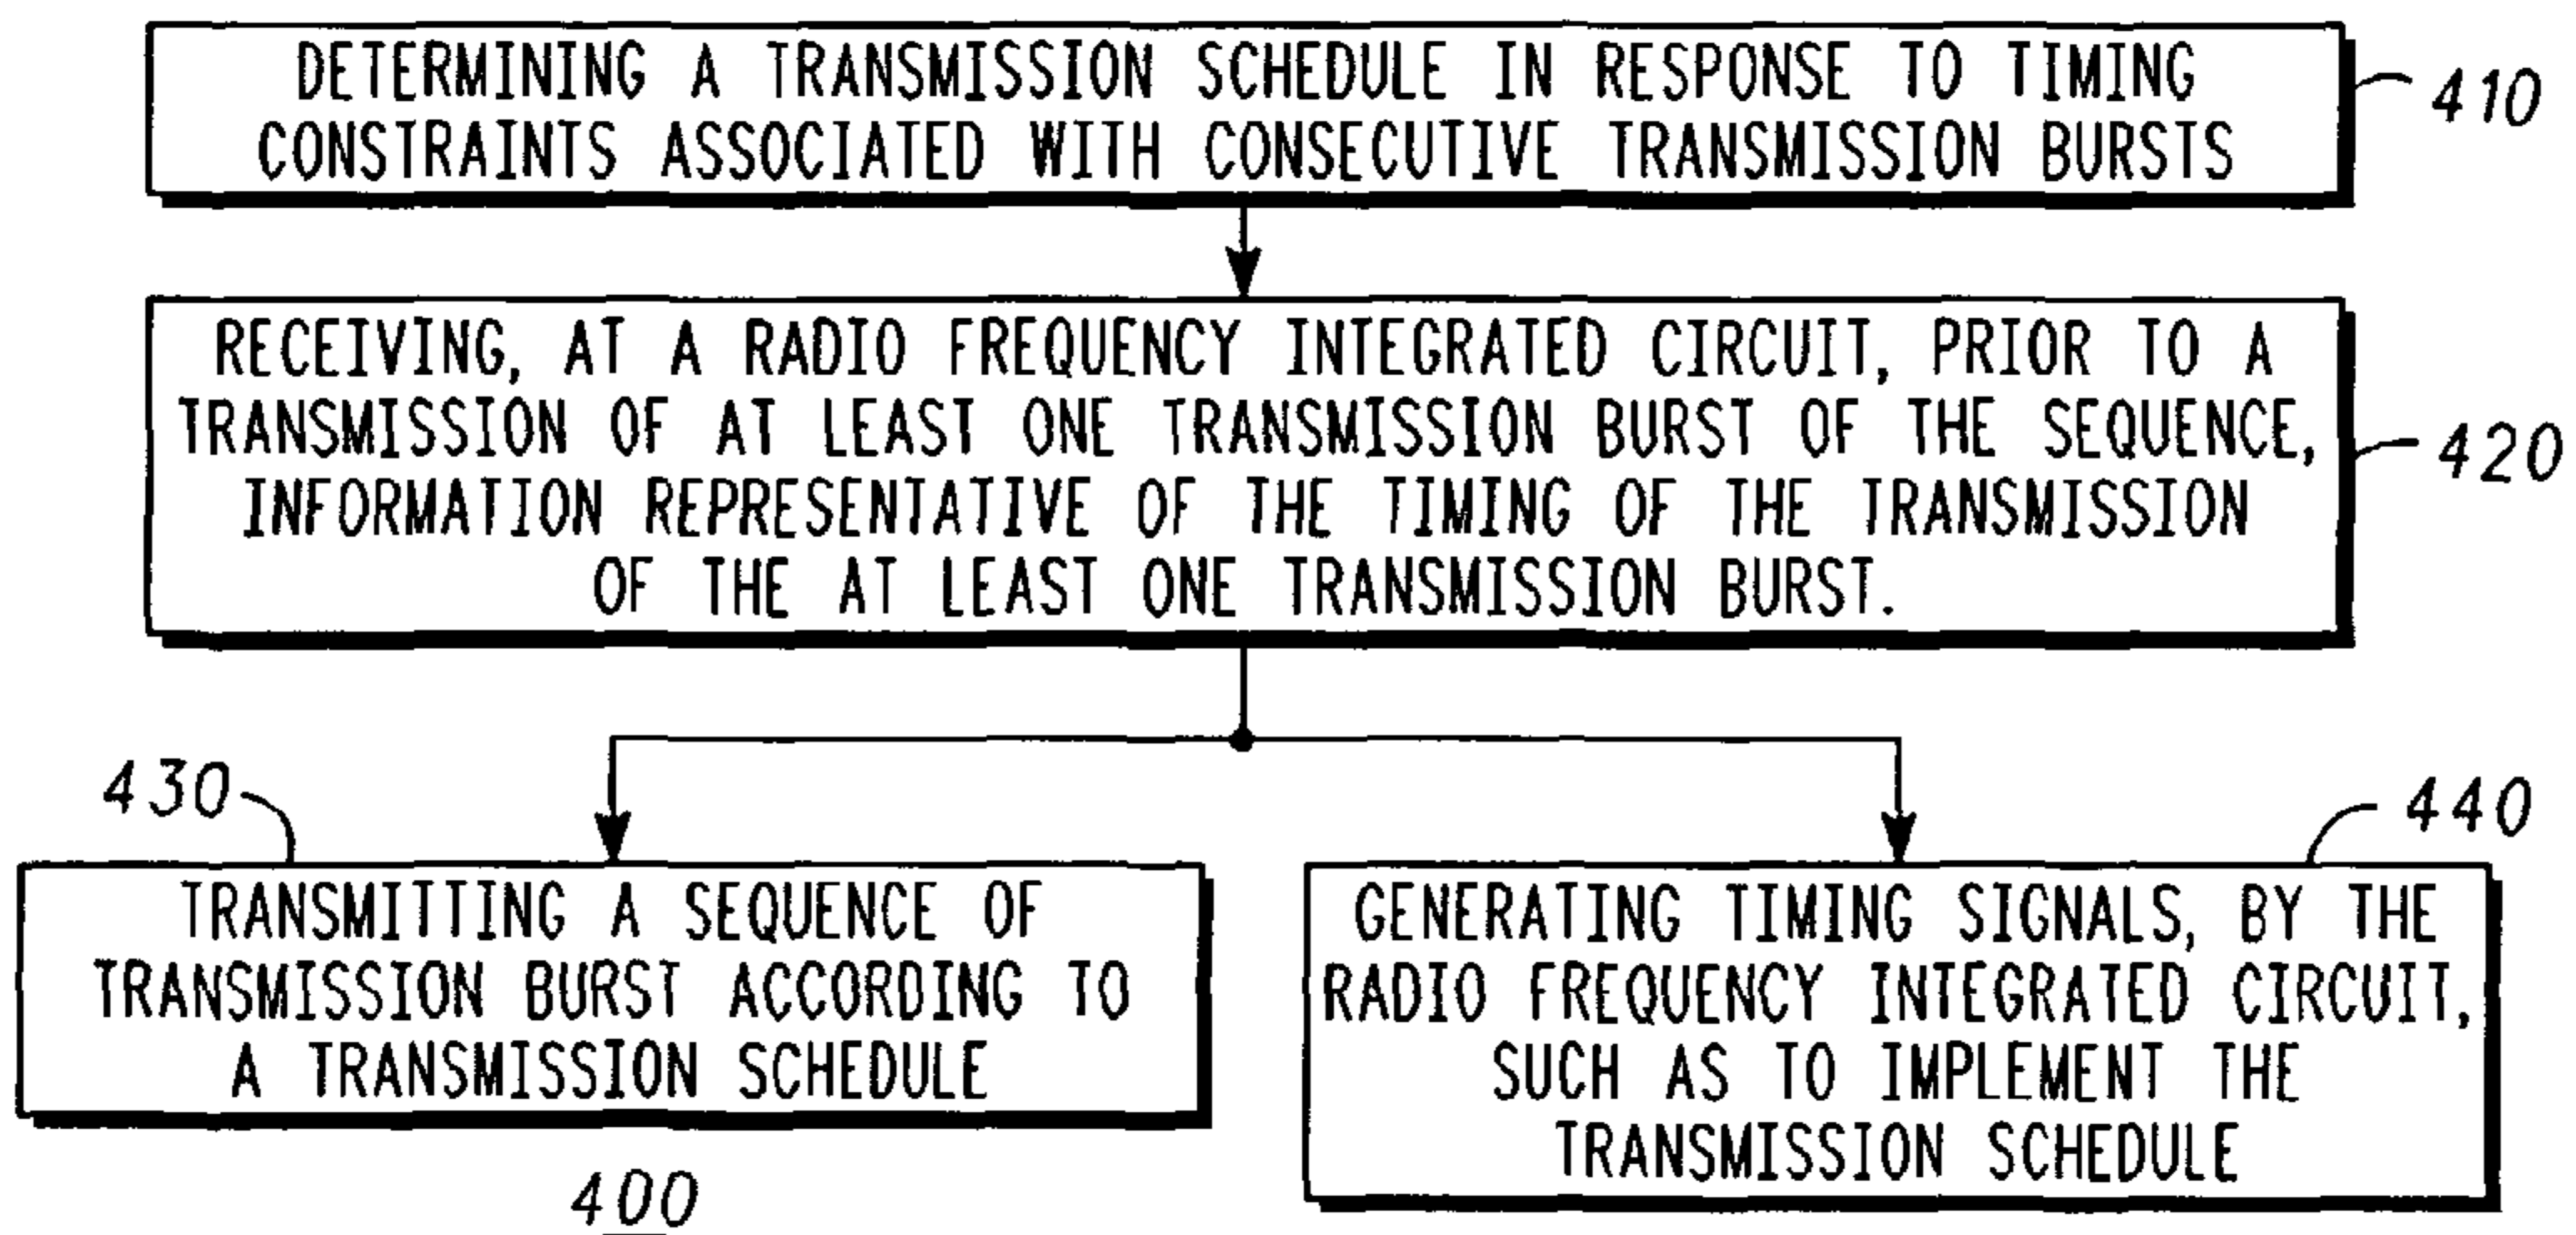 DETERMINING A TRANSMISSION SCHEDULE IN RESPONSE TO TIMING
CONSTRAINTS ASSOCIATED WITH CONSECUTIVE TRANSMISSION BURSTS
410
RECEIVING, AT A RADIO FREQUENCY INTEGRATED CIRCUIT, PRIOR TO A
TRANSMISSION OF AT LEAST ONE TRANSMISSION BURST OF THE SEQUENCE,
INFORMATION REPRESENTATIVE OF THE TIMING OF THE TRANSMISSION
OF THE AT LEAST ONE TRANSMISSION BURST.
420
430
TRANSMITTING A SEQUENCE OF
TRANSMISSION BURST ACCORDING TO
A TRANSMISSION SCHEDULE
440
GENERATING TIMING SIGNALS, BY THE
RADIO FREQUENCY INTEGRATED CIRCUIT,
SUCH AS TO IMPLEMENT THE
TRANSMISSION SCHEDULE
400